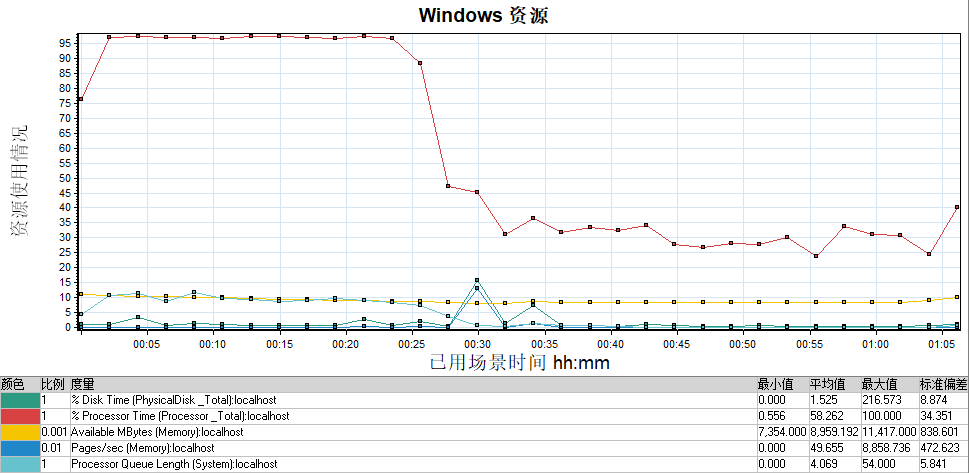 Windows 资源
资源使用情况
95
90
85
80
75
70
65
60
55
50
45
40
35
30
25
20
15
10
5
0
00:05 00:10 00:15 00:20 00:25 00:30 00:35 00:40 00:45 00:50 00:55 01:00 01:05
已用场景时间 hh:mm
颜色 比例 度量 最小值 平均值 最大值 标准偏差
1 % Disk Time (PhysicalDisk _Total):localhost 0.000 1.525 216.573 8.874
1 % Processor Time (Processor _Total):localhost 0.556 58.262 100.000 34.351
0.001 Available MBytes (Memory):localhost 7,354.000 8,959.192 11,417.000 838.601
0.01 Pages/sec (Memory):localhost 0.000 49.655 8,858.736 472.623
1 Processor Queue Length (System):localhost 0.000 4.069 54.000 5.841